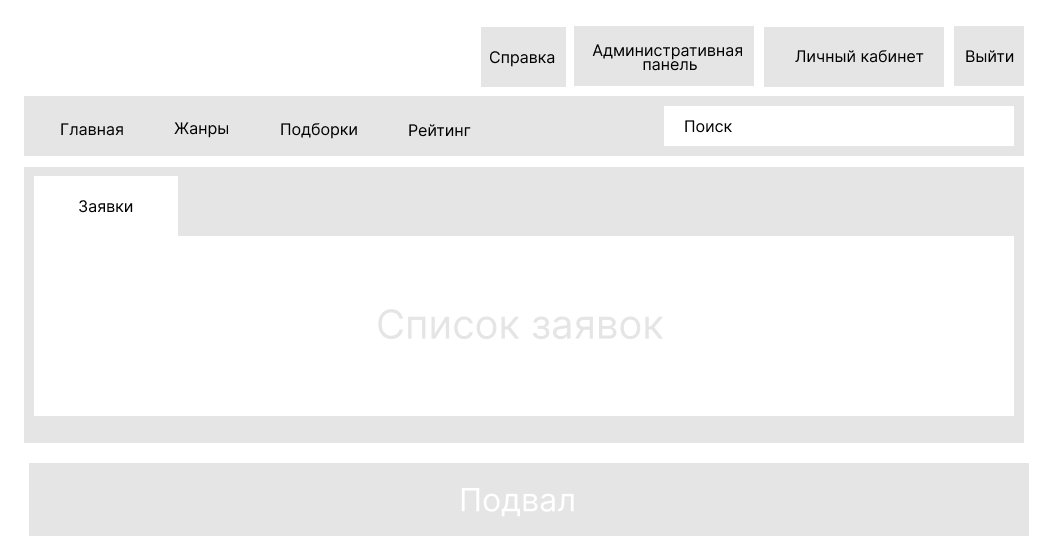 Справка
Административная
панель
Личный кабинет
Выйти
Главная
Жанры
Подборки
Рейтинг
Поиск
Заявки
Список заявок
Подвал